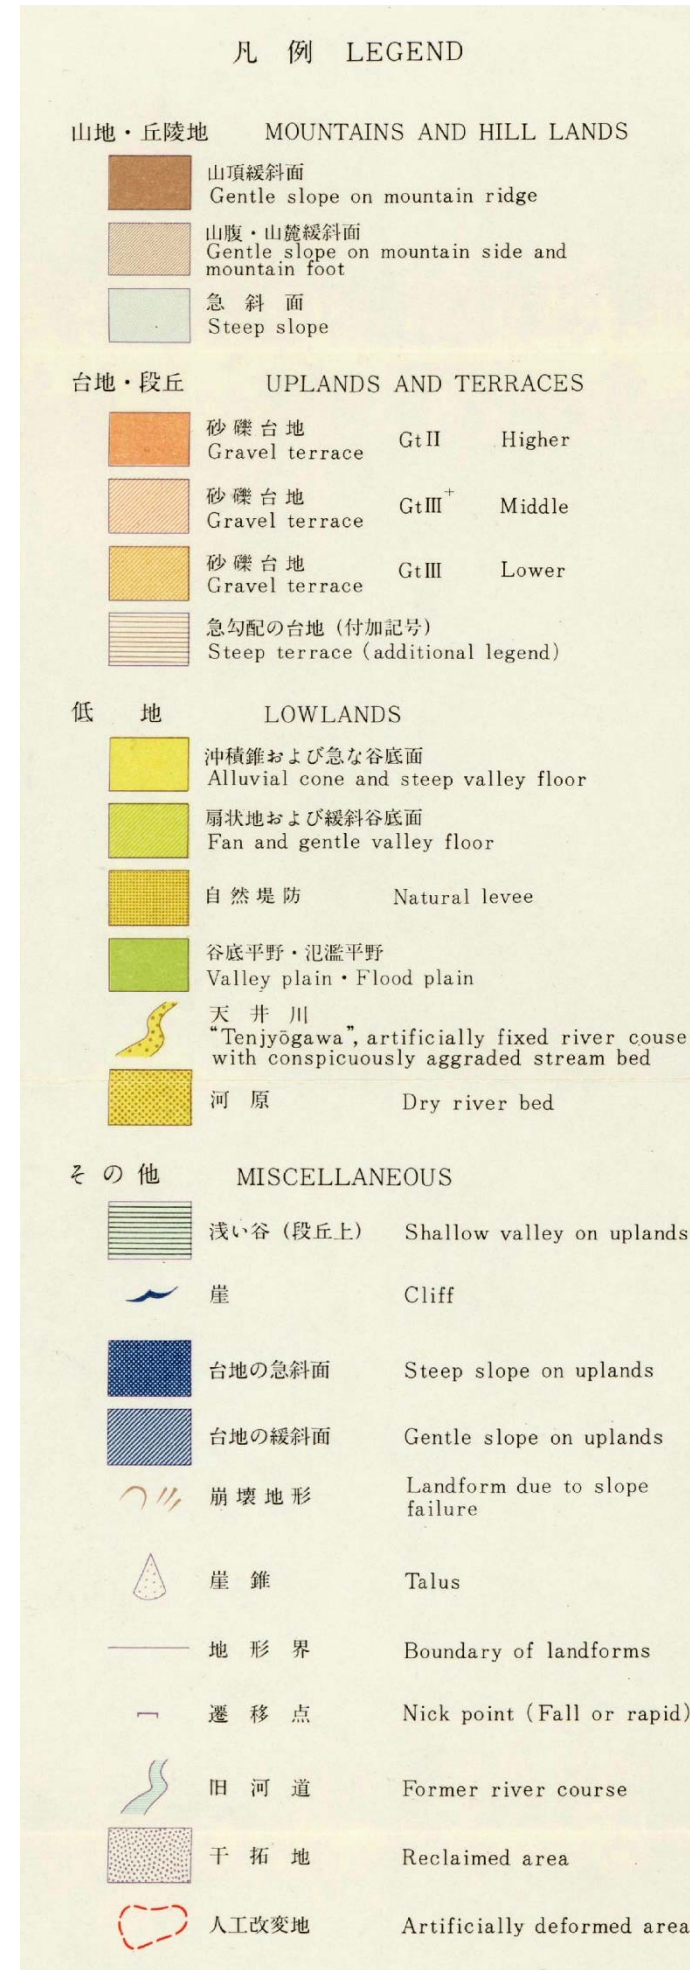 凡例 LEGEND
山地・丘陵地 MOUNTAINS AND HILL LANDS
山頂緩斜面
Gentle slope on mountain ridge
山腹・山麓緩斜面
Gentle slope on mountain side and
mountain foot
急斜面
Steep slope
台地・段丘 UPLANDS AND TERRACES
砂礫台地
Gravel terrace GtII Higher
砂礫台地
Gravel terrace GtIII+ Middle
砂礫台地
Gravel terrace GtIII Lower
急勾配の台地 (付加記号)
Steep terrace (additional legend)
低地 LOWLANDS
沖積錐および急な谷底面
Alluvial cone and steep valley floor
扇状地および緩斜谷底面
Fan and gentle valley floor
自然堤防 Natural levee
谷底平野・氾濫平野
Valley plain・Flood plain
天井川
“Tenjyōgawa”, artificially fixed river couse
with conspicuously aggraded stream bed
河原 Dry river bed
その他 MISCELLANEOUS
浅い谷 (段丘上) Shallow valley on uplands
崖 Cliff
台地の急斜面 Steep slope on uplands
台地の緩斜面 Gentle slope on uplands
崩壊地形 Landform due to slope
failure
崖錐 Talus
地形界 Boundary of landforms
遷移点 Nick point (Fall or rapid)
旧河道 Former river course
干拓地 Reclaimed area
人工改変地 Artificially deformed area